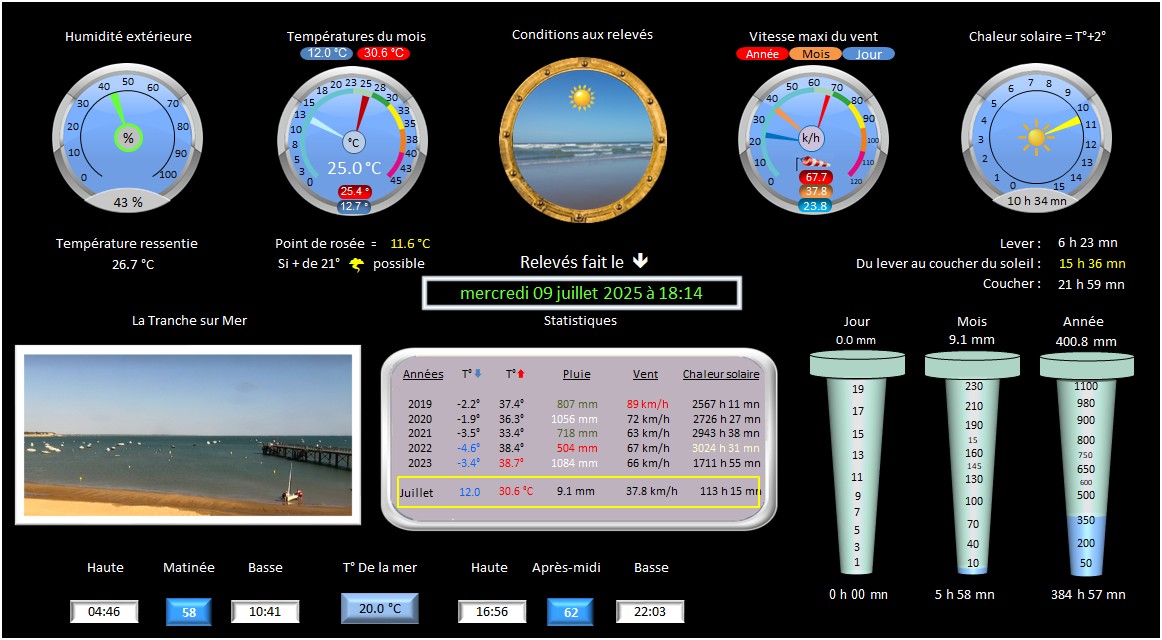 Humidité extérieure
Températures du mois
Conditions aux relevés
Vitesse maxi du vent
Chaleur solaire = T°+2°
12.0 °C 30.6 °C
Année Mois Jour
0 10 20 30 40 50 60 70 80 90 100
%
43 %
0 3 5 8 10 13 15 18 20 23 25 28 30 33 35 38 40 43 45
°C
25.0 °C
25.4 °
12.7 °
0 10 20 30 40 50 60 70 80 90 100 110 120
k/h
67.7
37.8
23.8
0 1 2 3 4 5 6 7 8 9 10 11 12 13 14 15
10 h 34 mn
Température ressentie
26.7 °C
Point de rosée = 11.6 °C
Si + de 21° possible
Relevés fait le
mercredi 09 juillet 2025 à 18:14
Lever : 6 h 23 mn
Du lever au coucher du soleil : 15 h 36 mn
Coucher : 21 h 59 mn
La Tranche sur Mer
Statistiques
Années T° T° Pluie Vent Chaleur solaire
2019 -2.2° 37.4° 807 mm 89 km/h 2567 h 11 mn
2020 -1.9° 36.3° 1056 mm 72 km/h 2726 h 27 mn
2021 -3.5° 33.4° 718 mm 63 km/h 2943 h 38 mn
2022 -4.6° 38.4° 504 mm 67 km/h 3024 h 31 mn
2023 -3.4° 38.7° 1084 mm 66 km/h 1711 h 55 mn
Juillet 12.0 30.6 °C 9.1 mm 37.8 km/h 113 h 15 mn
Jour
0.0 mm
19
17
15
13
11
9
7
5
3
1
0 h 00 mn
Mois
9.1 mm
230
210
190
15
160
145
130
100
70
40
10
5 h 58 mn
Année
400.8 mm
1100
980
900
800
750
650
600
500
350
200
50
384 h 57 mn
Haute Matinée Basse T° De la mer Haute Après-midi Basse
04:46 58 10:41 20.0 °C 16:56 62 22:03